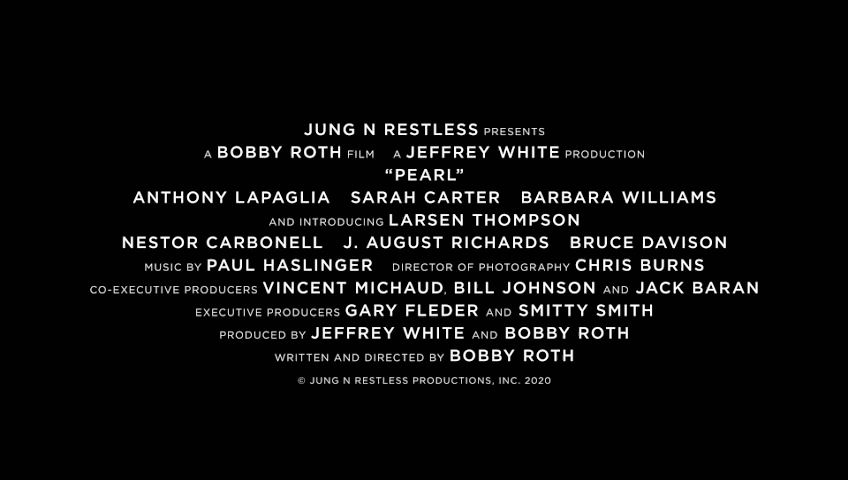 JUNG N RESTLESS PRESENTS
A BOBBY ROTH FILM A JEFFREY WHITE PRODUCTION
“PEARL”
ANTHONY LAPAGLIA SARAH CARTER BARBARA WILLIAMS
AND INTRODUCING LARSEN THOMPSON
NESTOR CARBONELL J. AUGUST RICHARDS BRUCE DAVISON
MUSIC BY PAUL HASLINGER DIRECTOR OF PHOTOGRAPHY CHRIS BURNS
CO-EXECUTIVE PRODUCERS VINCENT MICHAUD, BILL JOHNSON AND JACK BARAN
EXECUTIVE PRODUCERS GARY FLEDER AND SMITTY SMITH
PRODUCED BY JEFFREY WHITE AND BOBBY ROTH
WRITTEN AND DIRECTED BY BOBBY ROTH
© JUNG N RESTLESS PRODUCTIONS, INC. 2020